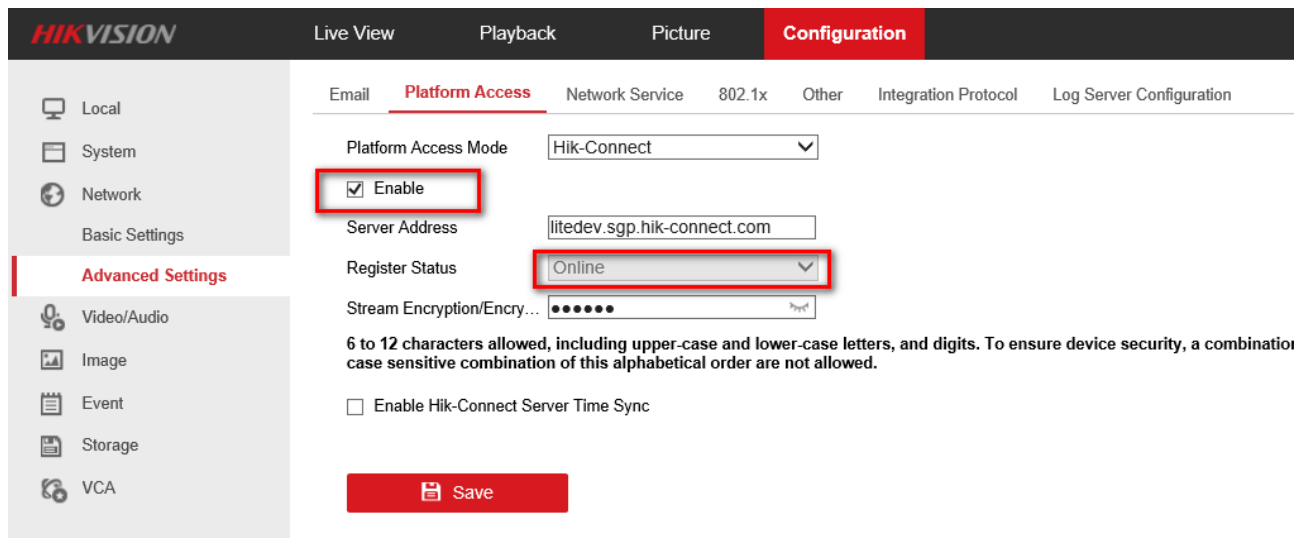 HIKVISION Live View Playback Picture Configuration
Email Platform Access Network Service 802.1x Other Integration Protocol Log Server Configuration
Local
System
Network
Basic Settings
Advanced Settings
Video/Audio
Image
Event
Storage
VCA
Platform Access Mode Hik-Connect
Enable
Server Address litedev.sgp.hik-connect.com
Register Status Online
Stream Encryption/Encry... ●●●●●●
6 to 12 characters allowed, including upper-case and lower-case letters, and digits. To ensure device security, a combination
case sensitive combination of this alphabetical order are not allowed.
Enable Hik-Connect Server Time Sync
Save